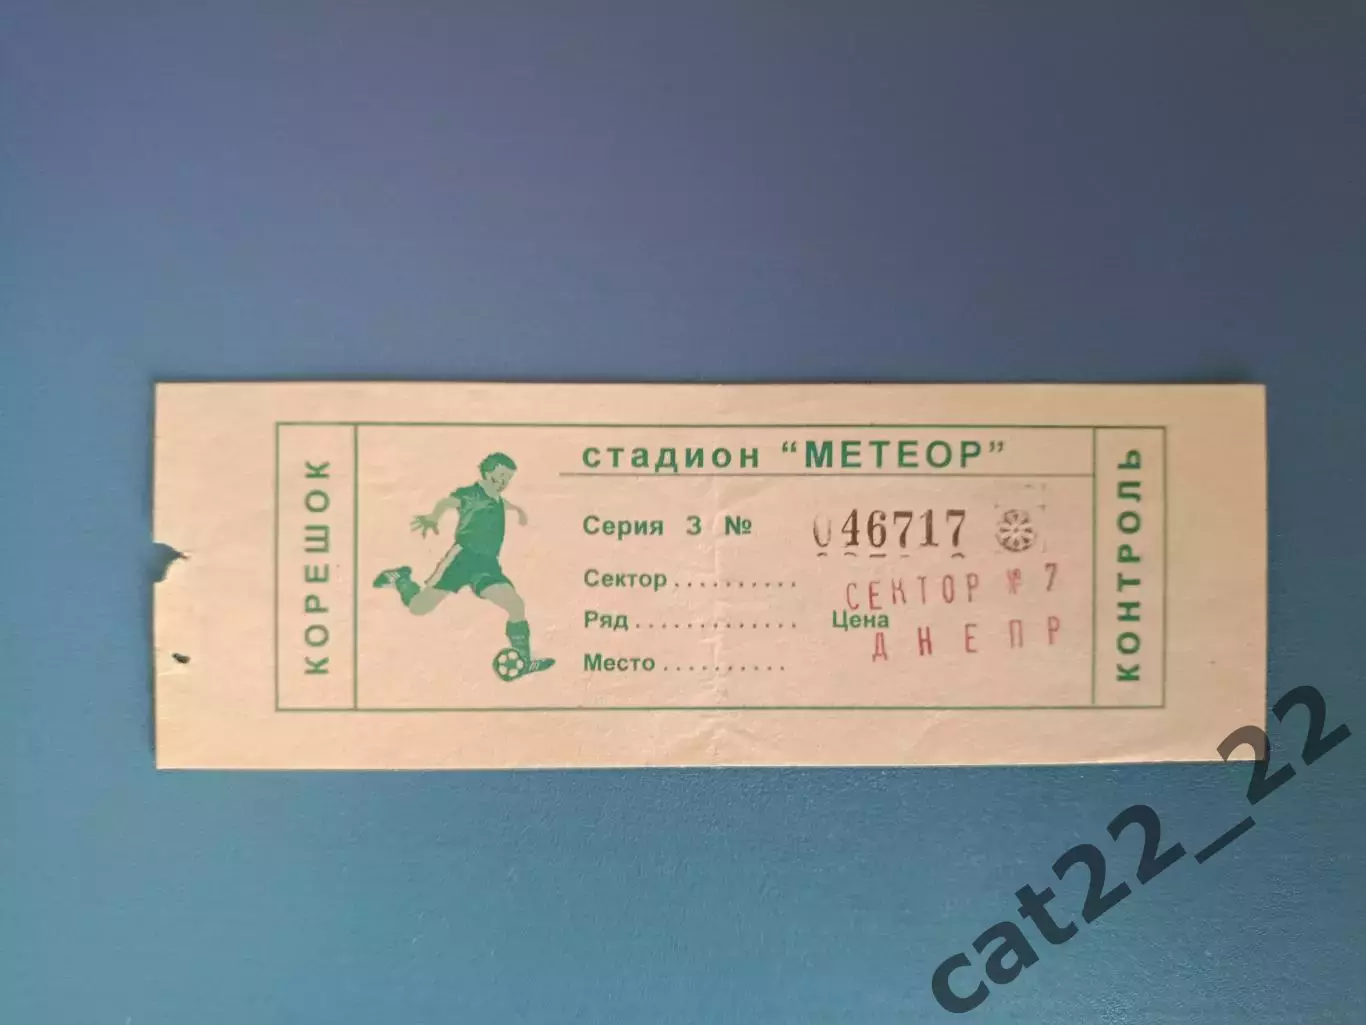 КОРЕШОК
стадион "МЕТЕОР"
Серия 3 № 046717
Сектор.......... СЕКТОР № 7
Ряд............. Цена
ДНЕПР
Место..........
КОНТРОЛЬ
cat22_22